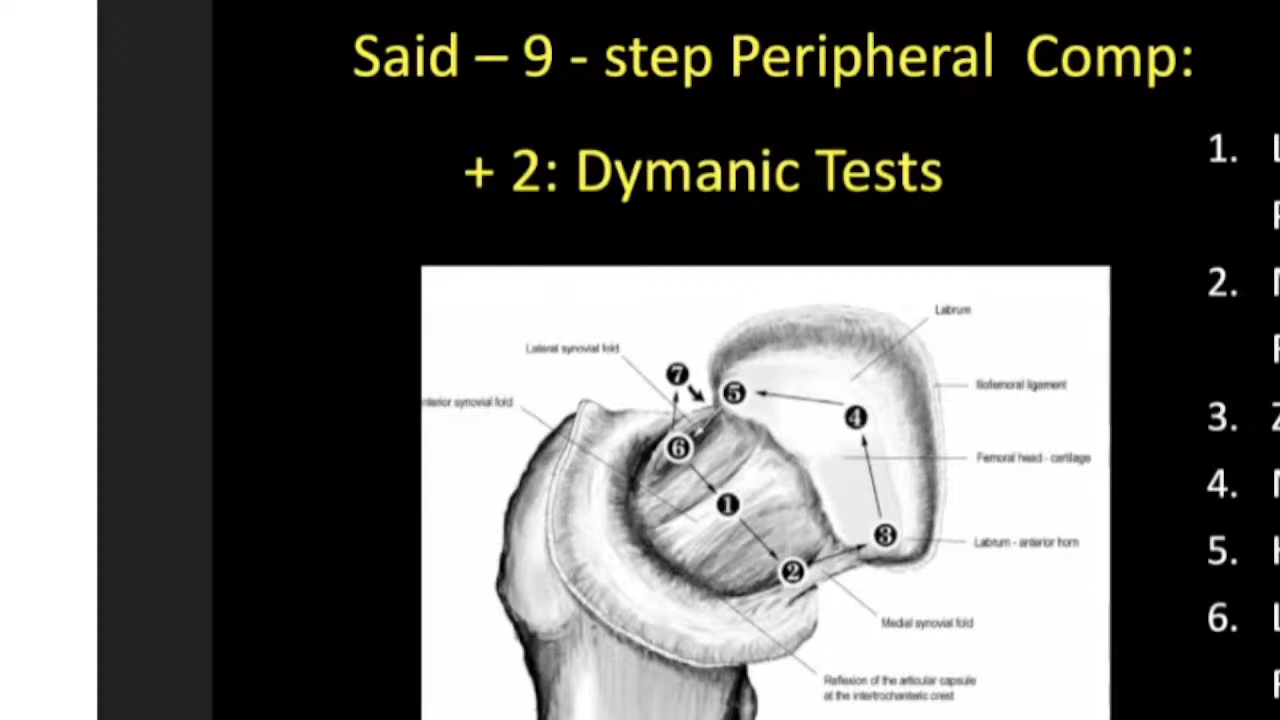 Said – 9 - step Peripheral Comp:
+ 2: Dymanic Tests
1.
2.
3.
4.
5.
6.
Labrum
Lateral synovial fold
Iliofemoral ligament
nterior synovial fold
7
5
4
6
Femoral head - cartilage
1
3
Labrum - anterior horn
2
Medial synovial fold
Reflexion of the articular capsule
at the intertrochanteric crest